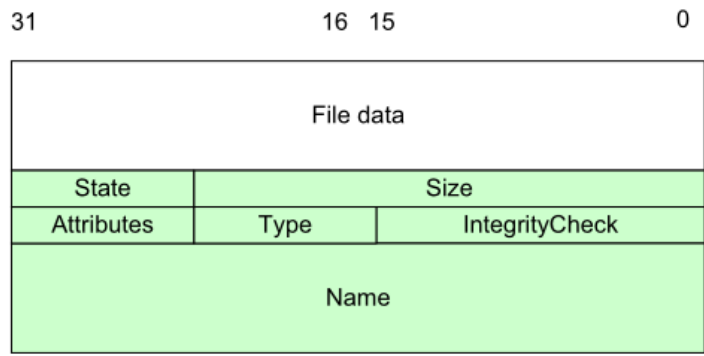 31 16 15 0
File data
State Size
Attributes Type IntegrityCheck
Name